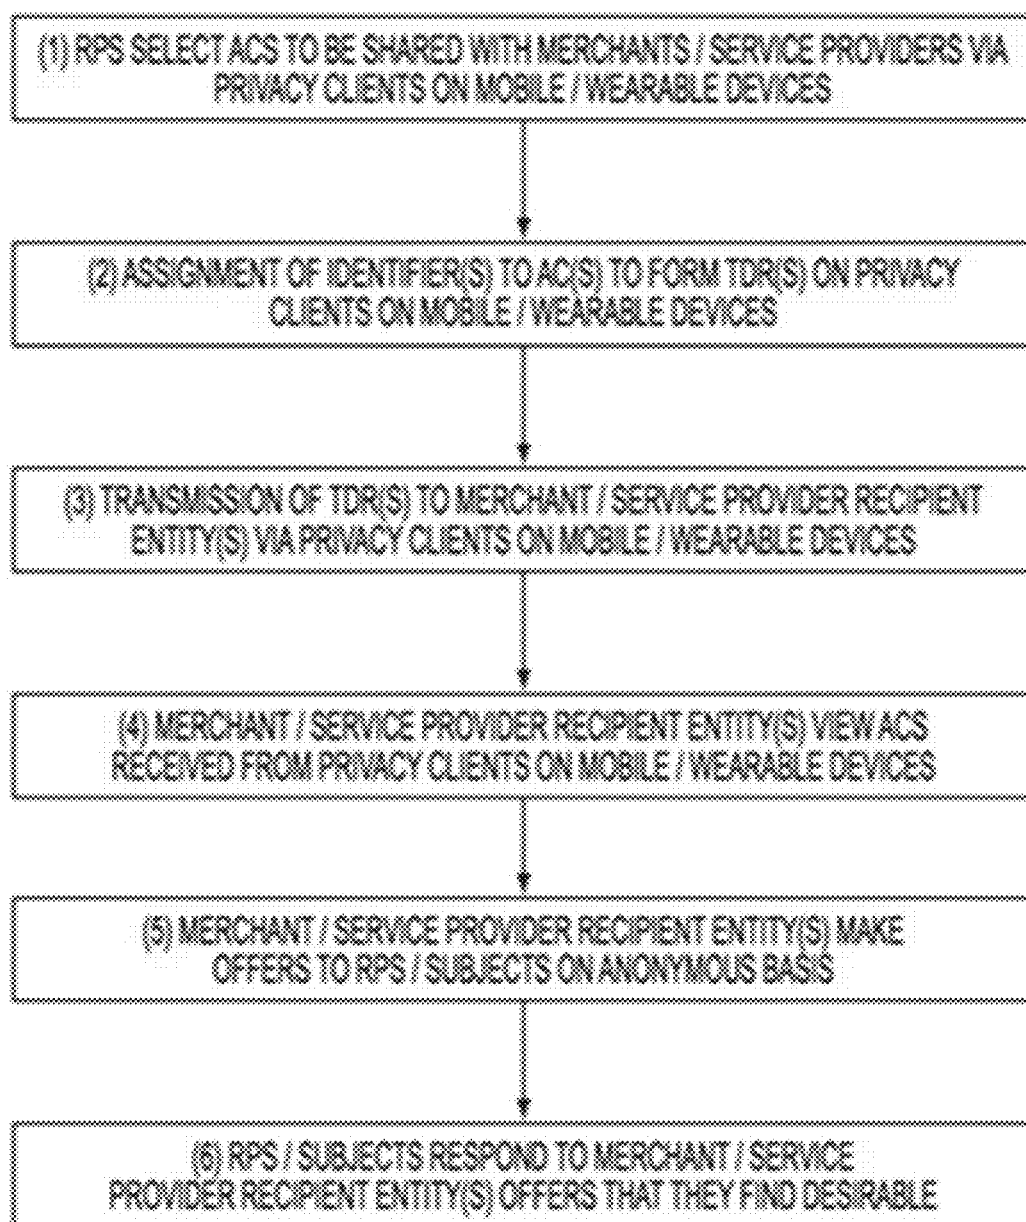 (1) RPS SELECT ACS TO BE SHARED WITH MERCHANTS / SERVICE PROVIDERS VIA
PRIVACY CLIENTS ON MOBILE / WEARABLE DEVICES
(2) ASSIGNMENT OF IDENTIFIER(S) TO AC(S) TO FORM TDR(S) ON PRIVACY
CLIENTS ON MOBILE / WEARABLE DEVICES
(3) TRANSMISSION OF TDR(S) TO MERCHANT / SERVICE PROVIDER RECIPIENT
ENTITY(S) VIA PRIVACY CLIENTS ON MOBILE / WEARABLE DEVICES
(4) MERCHANT / SERVICE PROVIDER RECIPIENT ENTITY(S) VIEW ACS
RECEIVED FROM PRIVACY CLIENTS ON MOBILE / WEARABLE DEVICES
(5) MERCHANT / SERVICE PROVIDER RECIPIENT ENTITY(S) MAKE
OFFERS TO RPS / SUBJECTS ON ANONYMOUS BASIS
(6) RPS / SUBJECTS RESPOND TO MERCHANT / SERVICE
PROVIDER RECIPIENT ENTITY(S) OFFERS THAT THEY FIND DESIRABLE